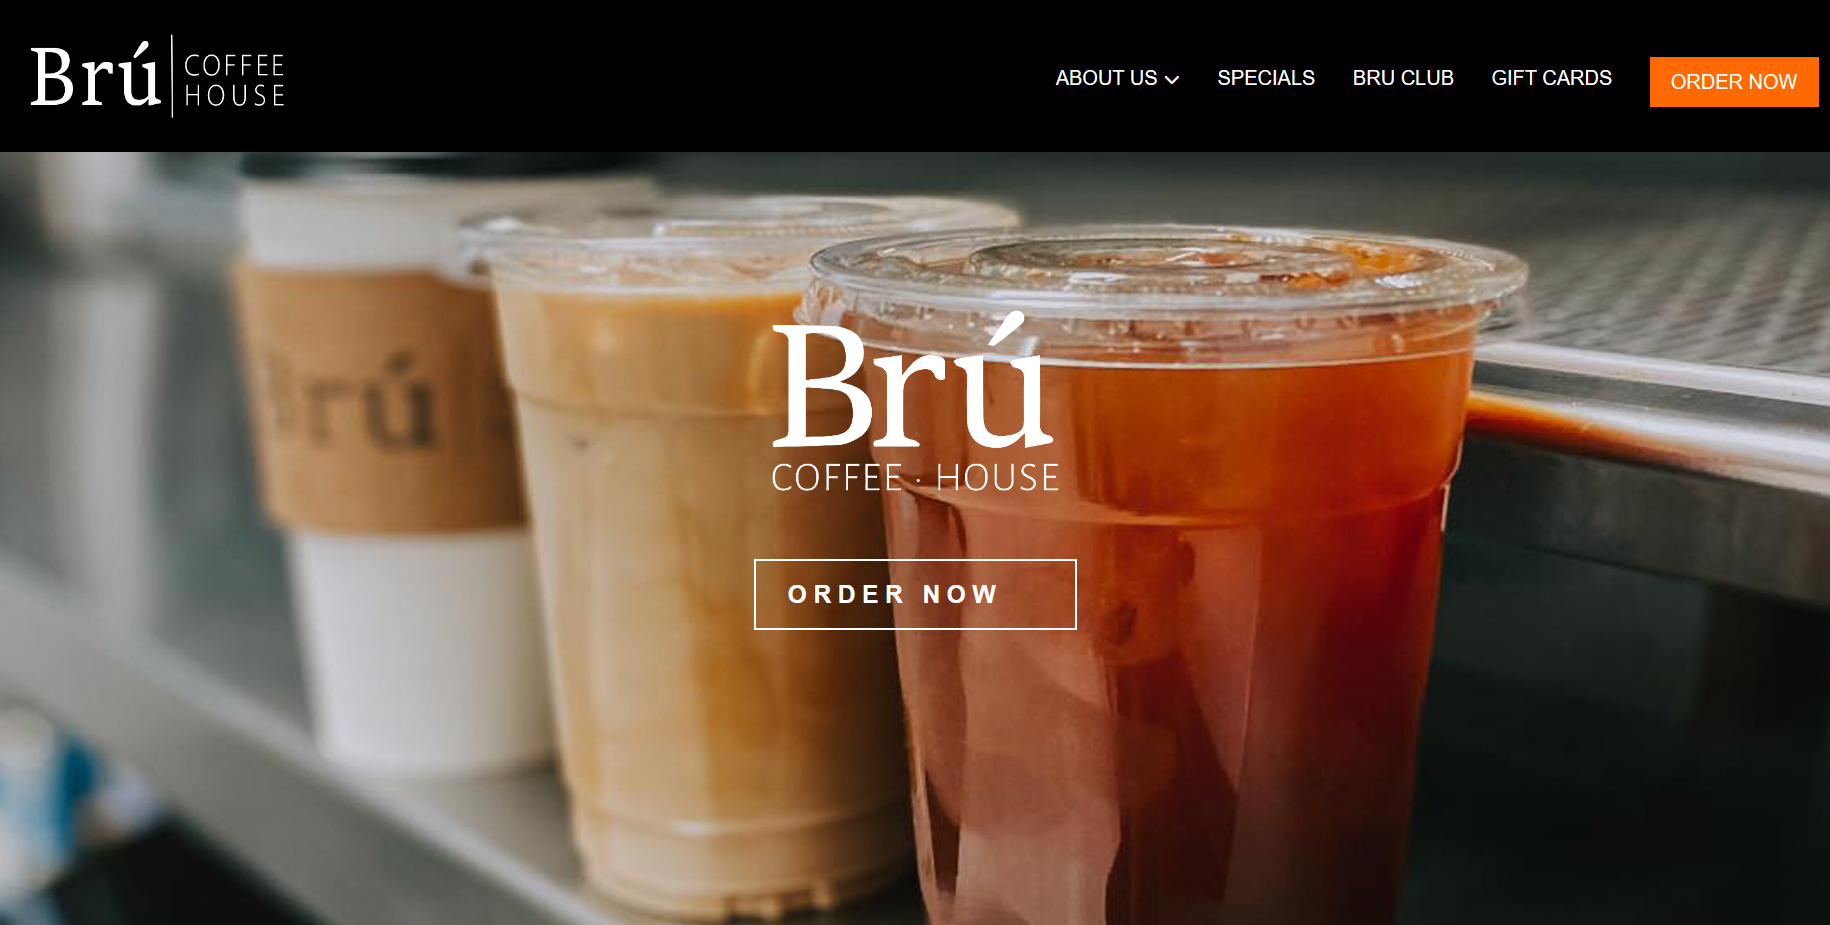 Brú COFFEE HOUSE
ABOUT US
SPECIALS
BRU CLUB
GIFT CARDS
ORDER NOW
Brú
Brú
COFFEE · HOUSE
ORDER NOW